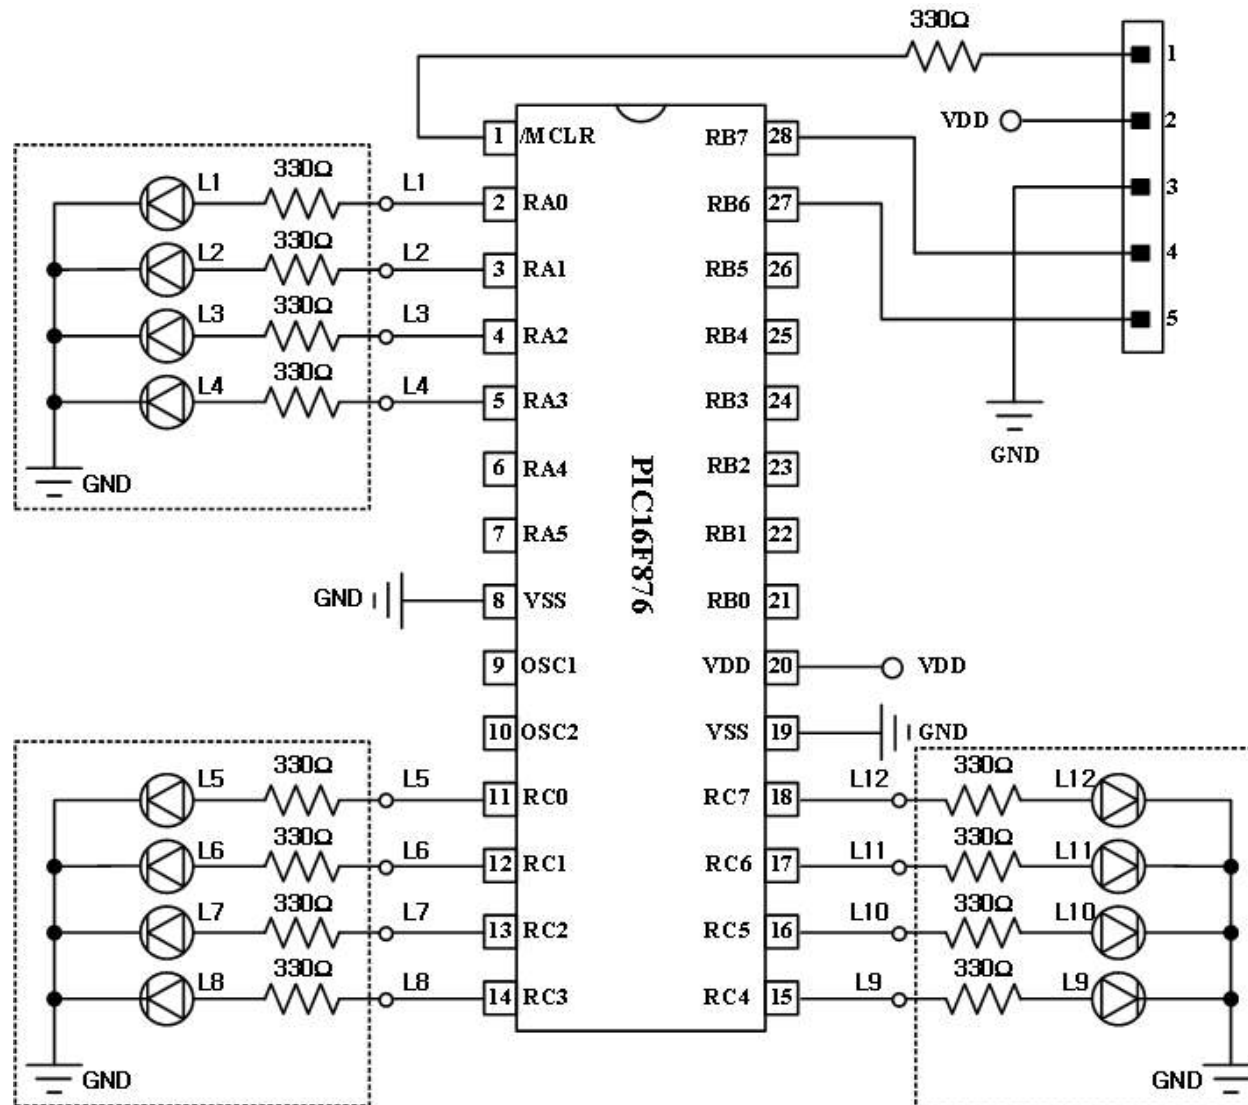 330Ω
1
VDD
2
3
4
5
GND
PIC16F876
1 /MCLR
2 RA0
3 RA1
4 RA2
5 RA3
6 RA4
7 RA5
8 VSS
9 OSC1
10 OSC2
11 RC0
12 RC1
13 RC2
14 RC3
RB7 28
RB6 27
RB5 26
RB4 25
RB3 24
RB2 23
RB1 22
RB0 21
VDD 20
VSS 19
RC7 18
RC6 17
RC5 16
RC4 15
L1 330Ω L1
L2 330Ω L2
L3 330Ω L3
L4 330Ω L4
GND
GND
VDD
GND
L5 330Ω L5
L6 330Ω L6
L7 330Ω L7
L8 330Ω L8
GND
L12 330Ω L12
L11 330Ω L11
L10 330Ω L10
L9 330Ω L9
GND